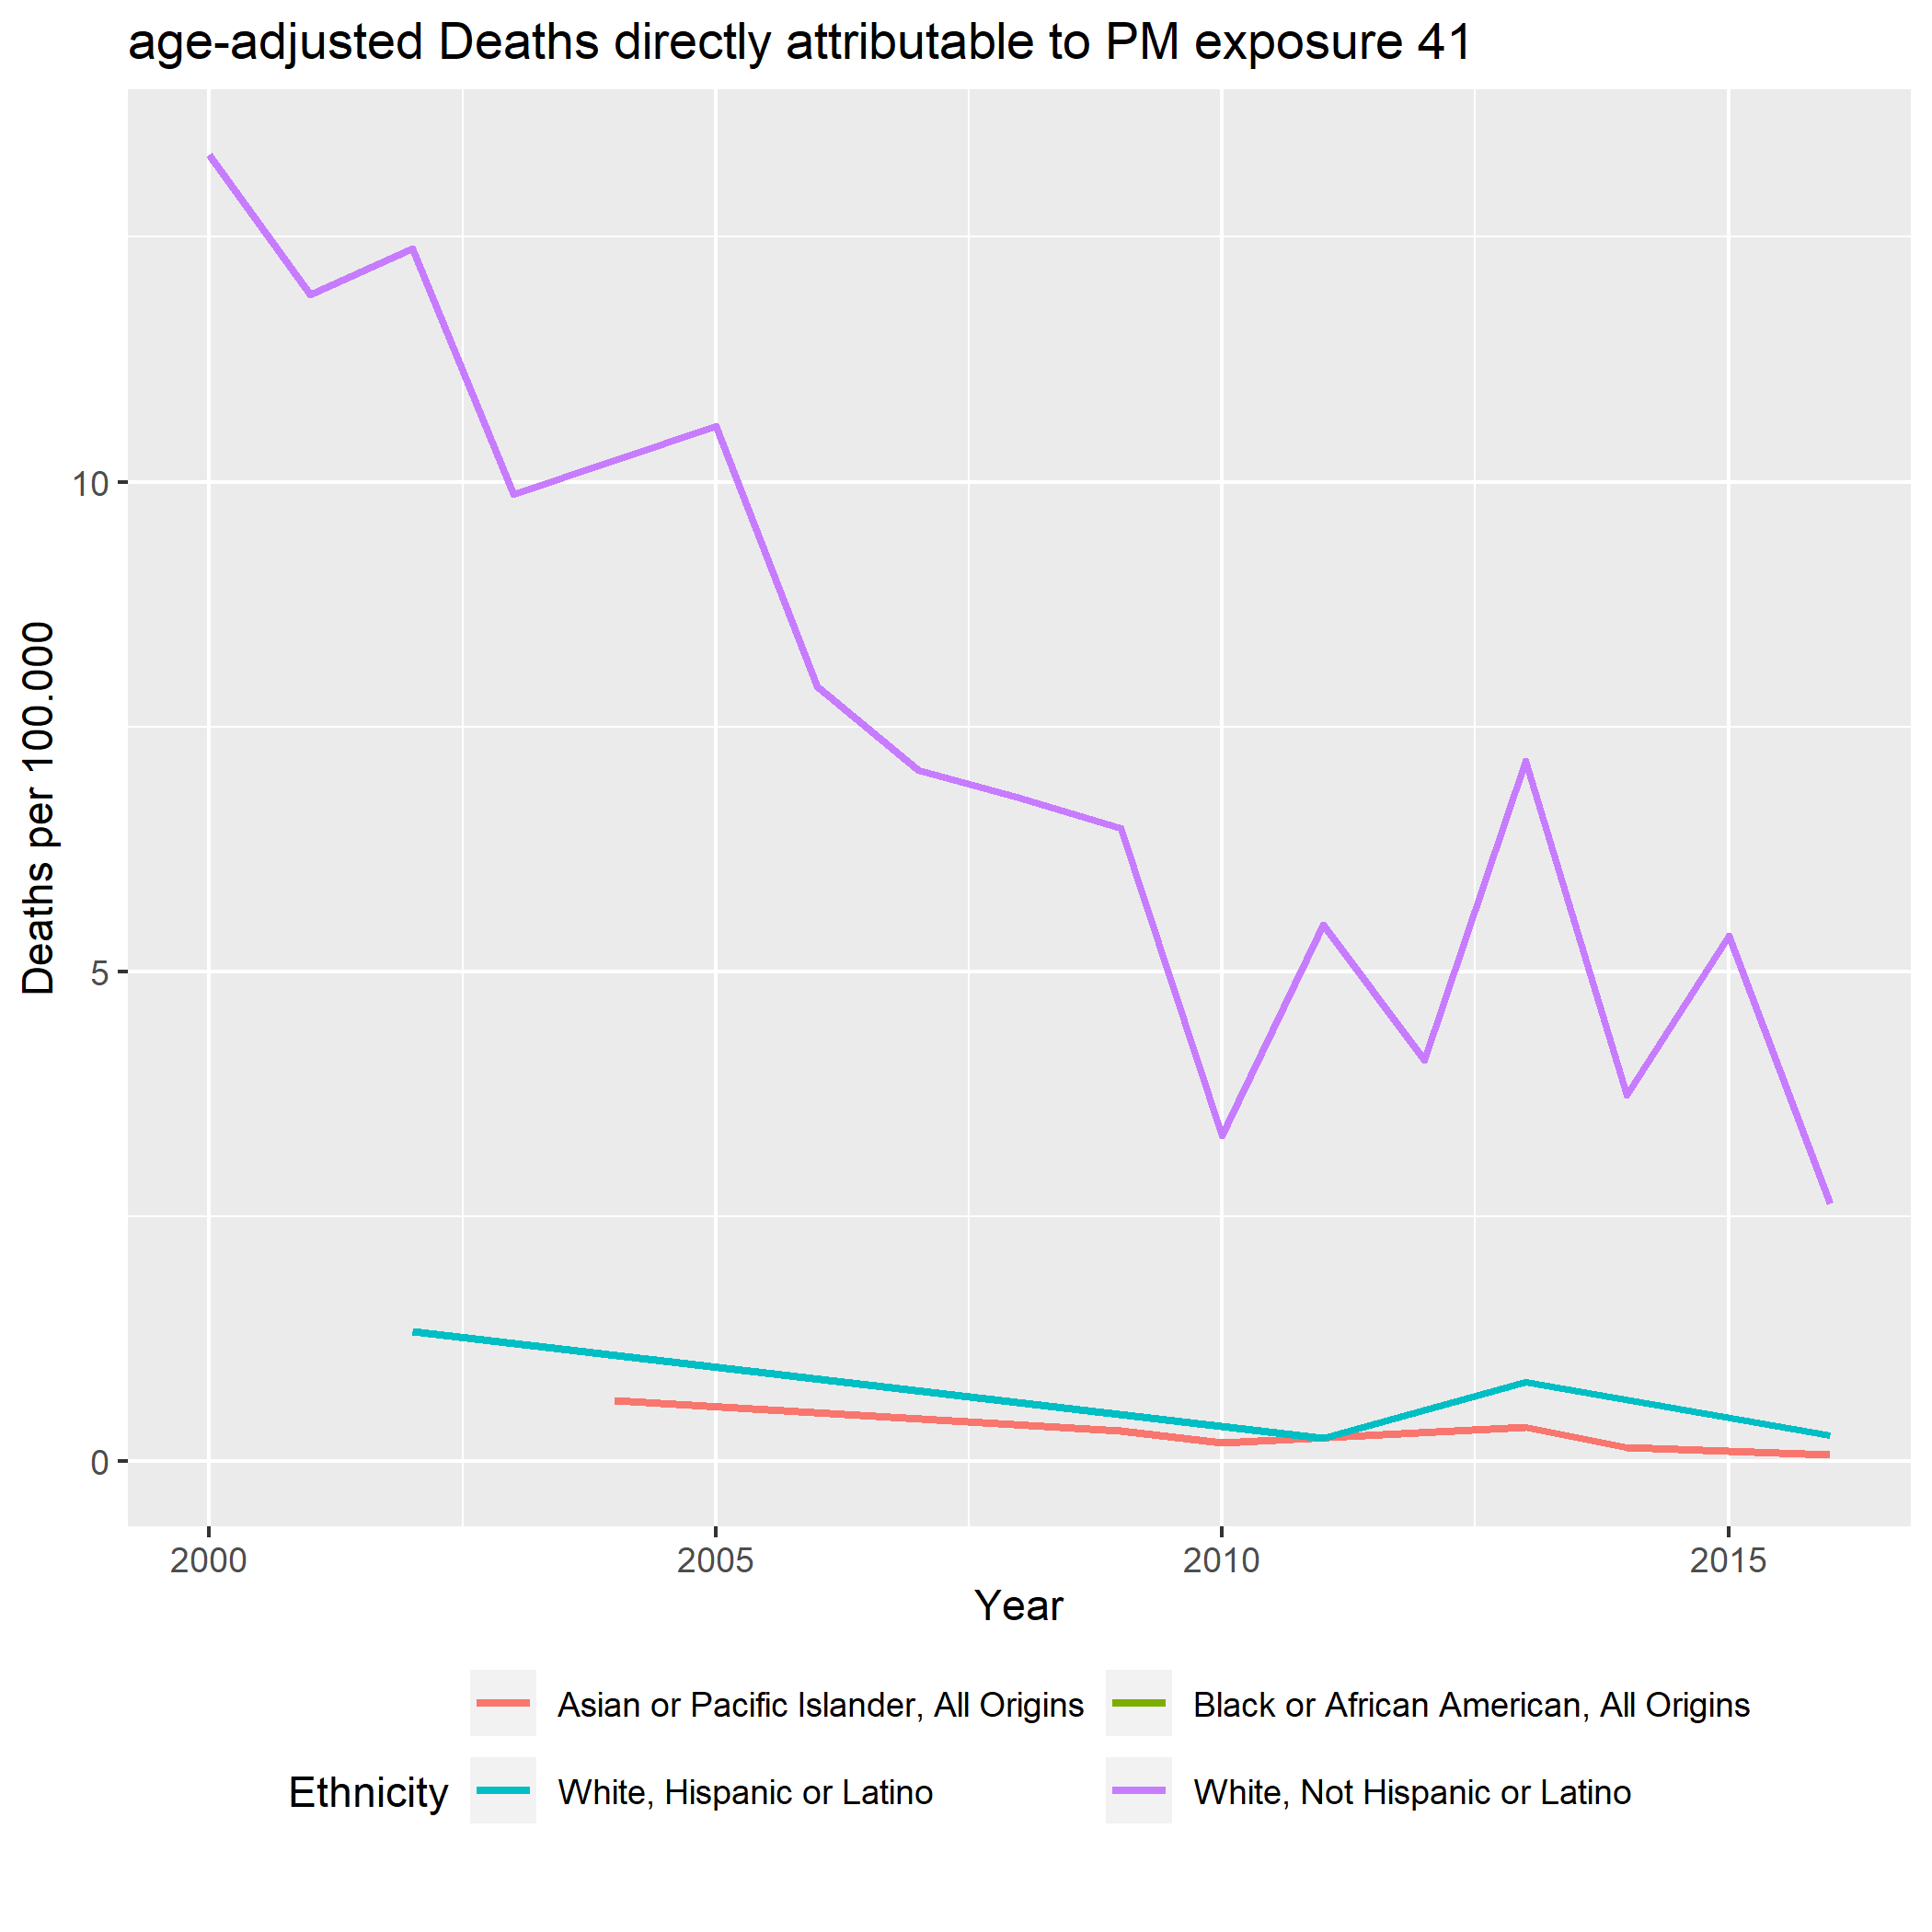 age-adjusted Deaths directly attributable to PM exposure 41
Deaths per 100.000
10
5
0
2000 2005 2010 2015
Year
Ethnicity
Asian or Pacific Islander, All Origins
Black or African American, All Origins
White, Hispanic or Latino
White, Not Hispanic or Latino